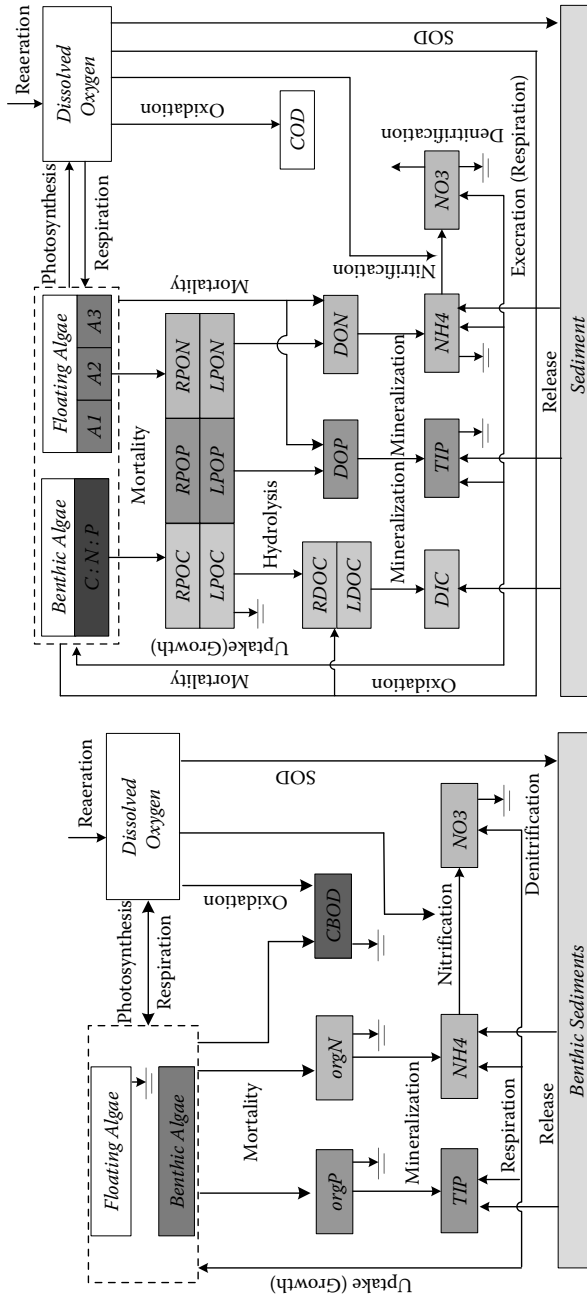 Reaeration
Floating Algae
Benthic Algae
Photosynthesis
Respiration
Dissolved
Oxygen
Mortality
Oxidation
CBOD
SOD
orgP
orgN
Mineralization
Nitrification
TIP
NH4
NO3
Respiration
Denitrification
Uptake (Growth)
Release
Benthic Sediments
Reaeration
Benthic Algae
C : N : P
Floating Algae
A1
A2
A3
Photosynthesis
Respiration
Dissolved
Oxygen
Mortality
Mortality
Mortality
Oxidation
COD
SOD
RPOC
RPOP
RPON
LPOC
LPOP
LPON
Uptake(Growth)
Hydrolysis
RDOC
LDOC
DOP
DON
Nitrification
Denitrification
Mineralization
Mineralization
DIC
TIP
NH4
NO3
Oxidation
Execration (Respiration)
Release
Sediment